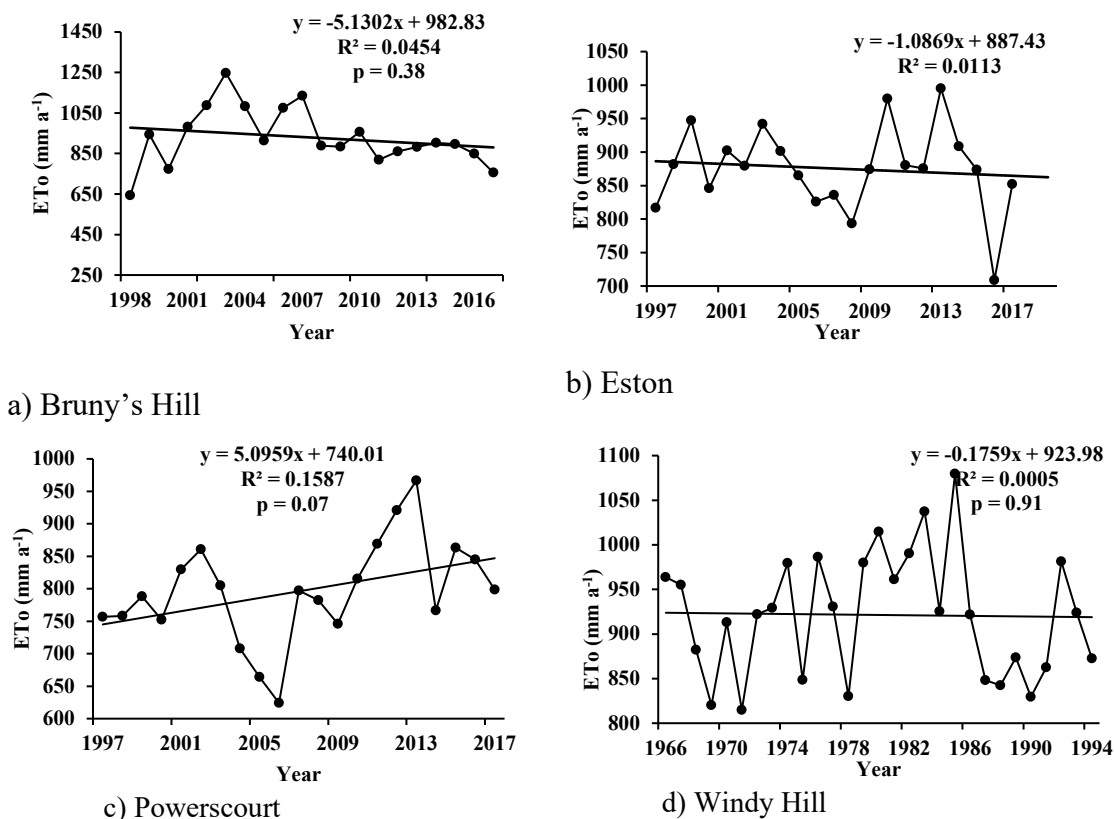 y = -5.1302x + 982.83
R² = 0.0454
p = 0.38
1450
1250
1050
850
650
450
250
ETo (mm a⁻¹)
1998 2001 2004 2007 2010 2013 2016
Year
a) Bruny’s Hill
y = -1.0869x + 887.43
R² = 0.0113
1050
1000
950
900
850
800
750
700
ETo (mm a⁻¹)
1997 2001 2005 2009 2013 2017
Year
b) Eston
y = 5.0959x + 740.01
R² = 0.1587
p = 0.07
1000
950
900
850
800
750
700
650
600
ETo (mm a⁻¹)
1997 2001 2005 2009 2013 2017
Year
c) Powerscourt
y = -0.1759x + 923.98
R² = 0.0005
p = 0.91
1100
1050
1000
950
900
850
800
ETo (mm a⁻¹)
1966 1970 1974 1978 1982 1986 1990 1994
Year
d) Windy Hill